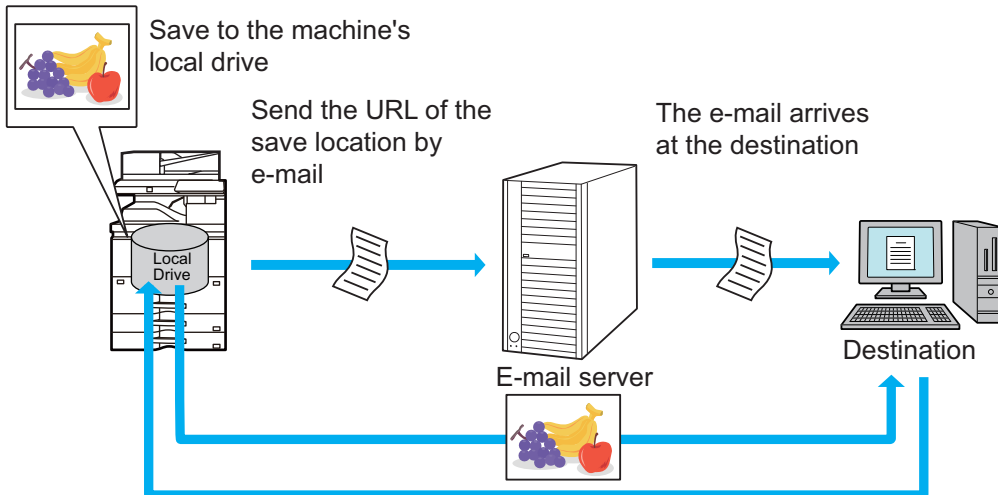 Save to the machine's
local drive
Send the URL of the
save location by
e-mail
The e-mail arrives
at the destination
Local
Drive
E-mail server
Destination